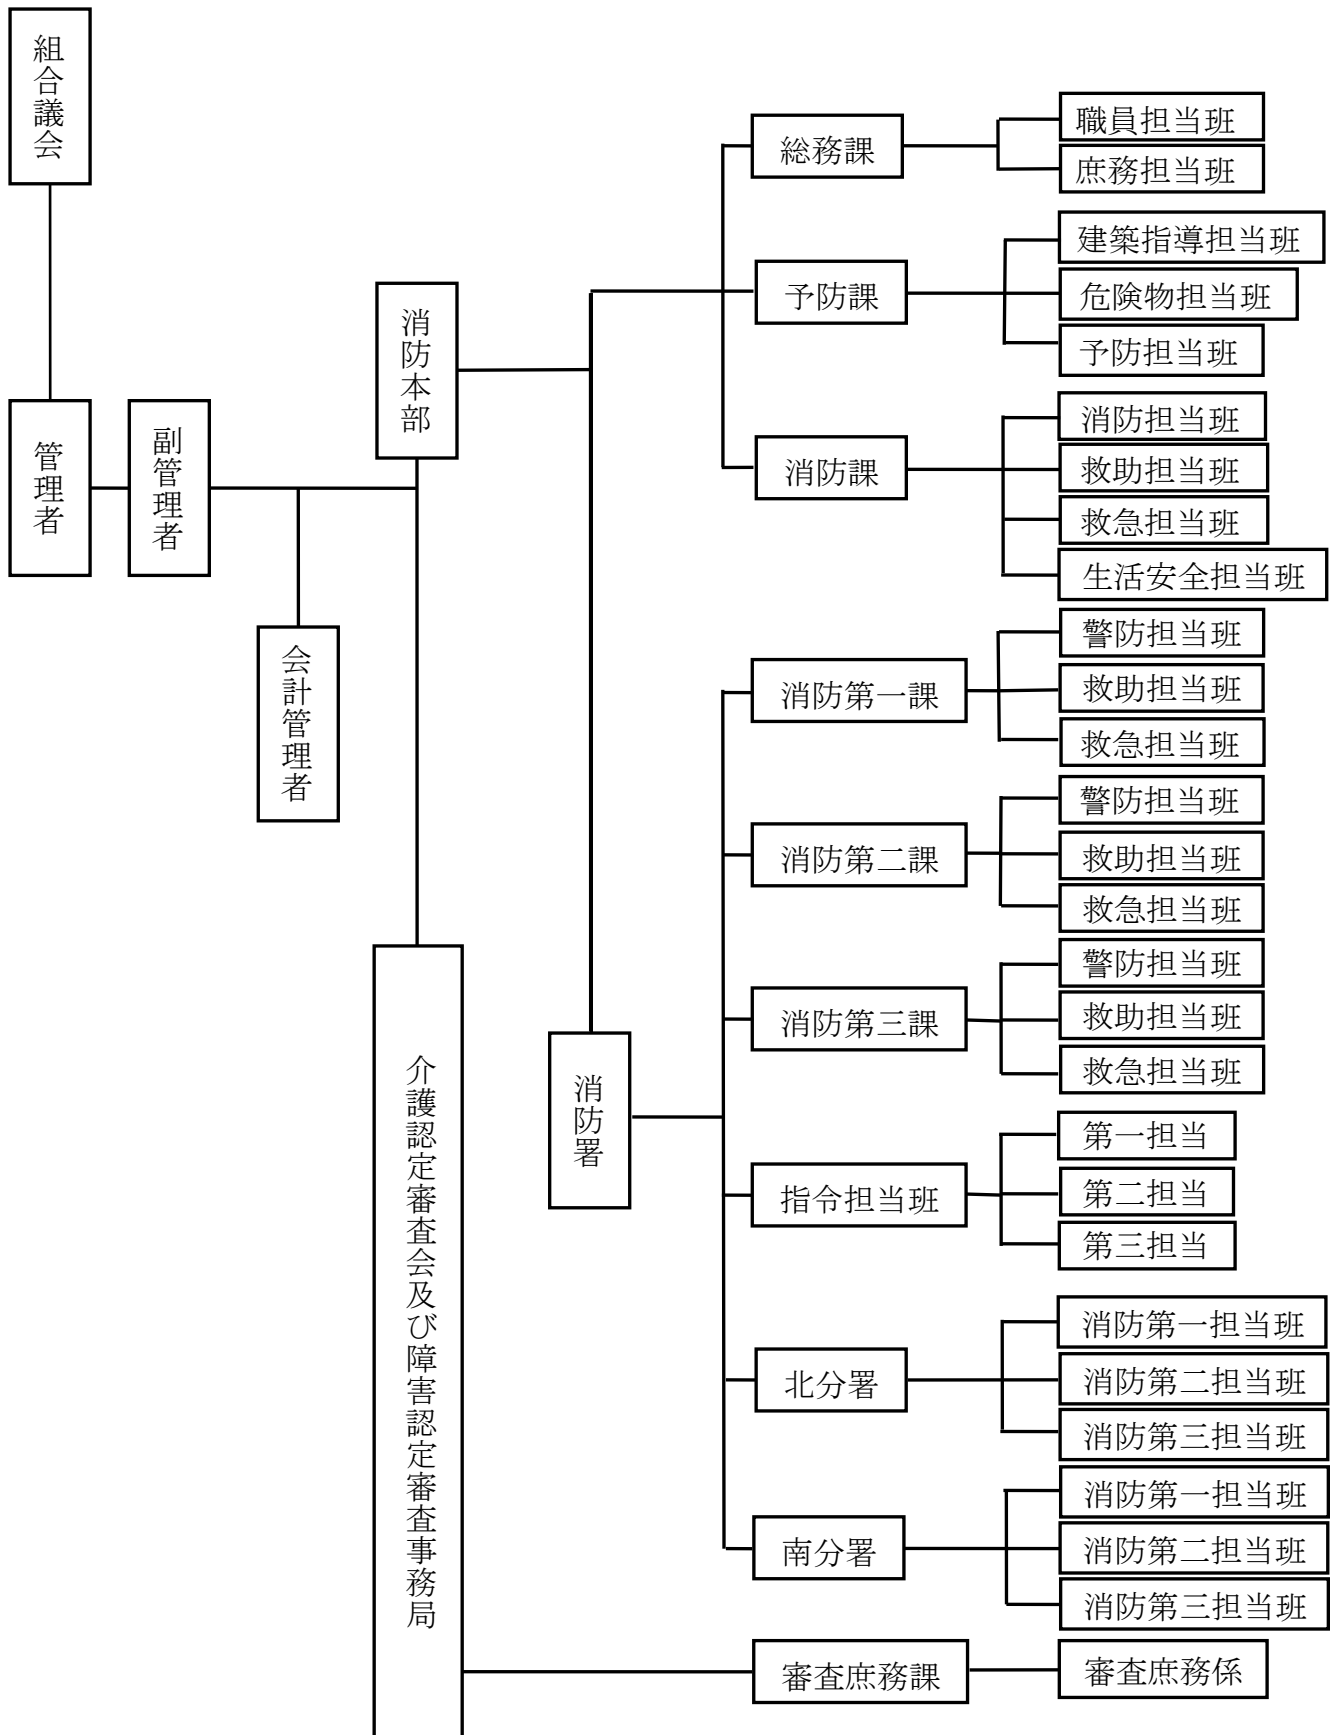 組合議会
管理者
副管理者
会計管理者
消防本部
総務課
職員担当班
庶務担当班
予防課
建築指導担当班
危険物担当班
予防担当班
消防課
消防担当班
救助担当班
救急担当班
生活安全担当班
消防署
消防第一課
警防担当班
救助担当班
救急担当班
消防第二課
警防担当班
救助担当班
救急担当班
消防第三課
警防担当班
救助担当班
救急担当班
指令担当班
第一担当
第二担当
第三担当
北分署
消防第一担当班
消防第二担当班
消防第三担当班
南分署
消防第一担当班
消防第二担当班
消防第三担当班
介護認定審査会及び障害認定審査事務局
審査庶務課
審査庶務係